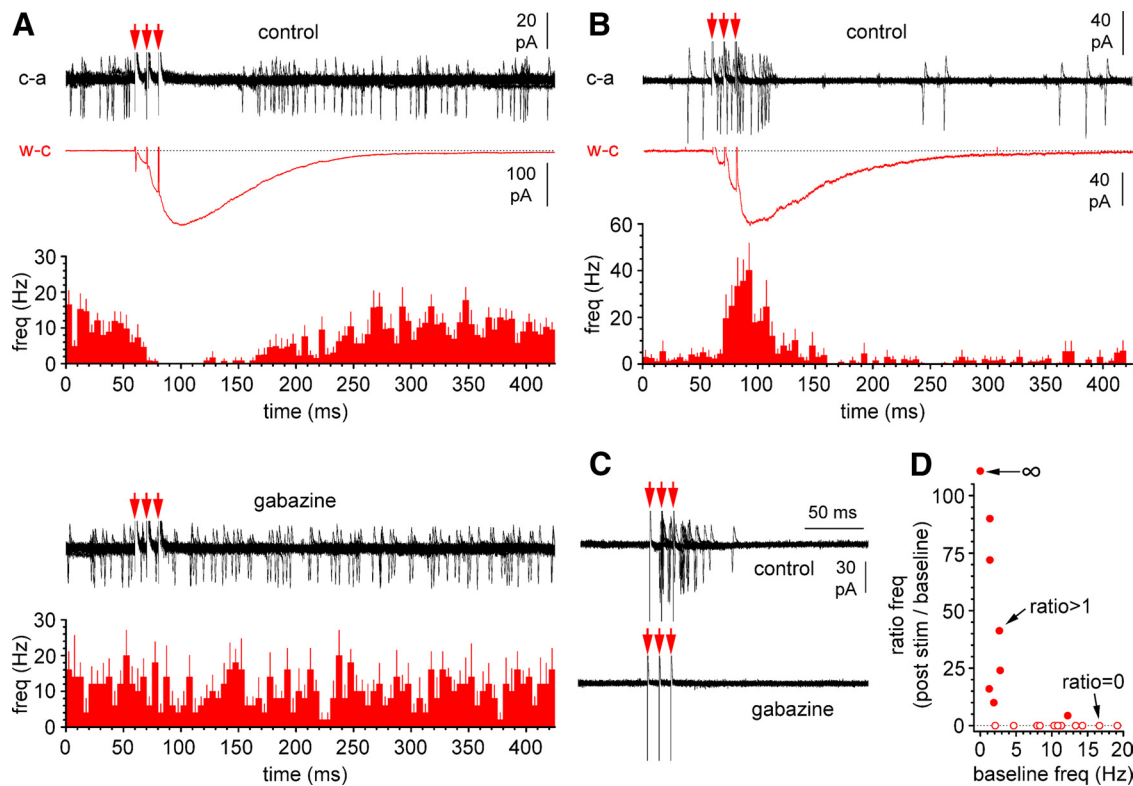 A
control
20
pA
c-a
w-c
100
pA
freq (Hz)
30
20
10
0
0 50 100 150 200 250 300 350 400
time (ms)
B
control
40
pA
w-c
40
pA
freq (Hz)
60
40
20
0
0 50 100 150 200 250 300 350 400
time (ms)
gabazine
freq (Hz)
30
20
10
0
0 50 100 150 200 250 300 350 400
time (ms)
C
50 ms
control
30
pA
gabazine
D
∞
ratio>1
ratio=0
ratio freq
(post stim / baseline)
100
75
50
25
0
0 5 10 15 20
baseline freq (Hz)